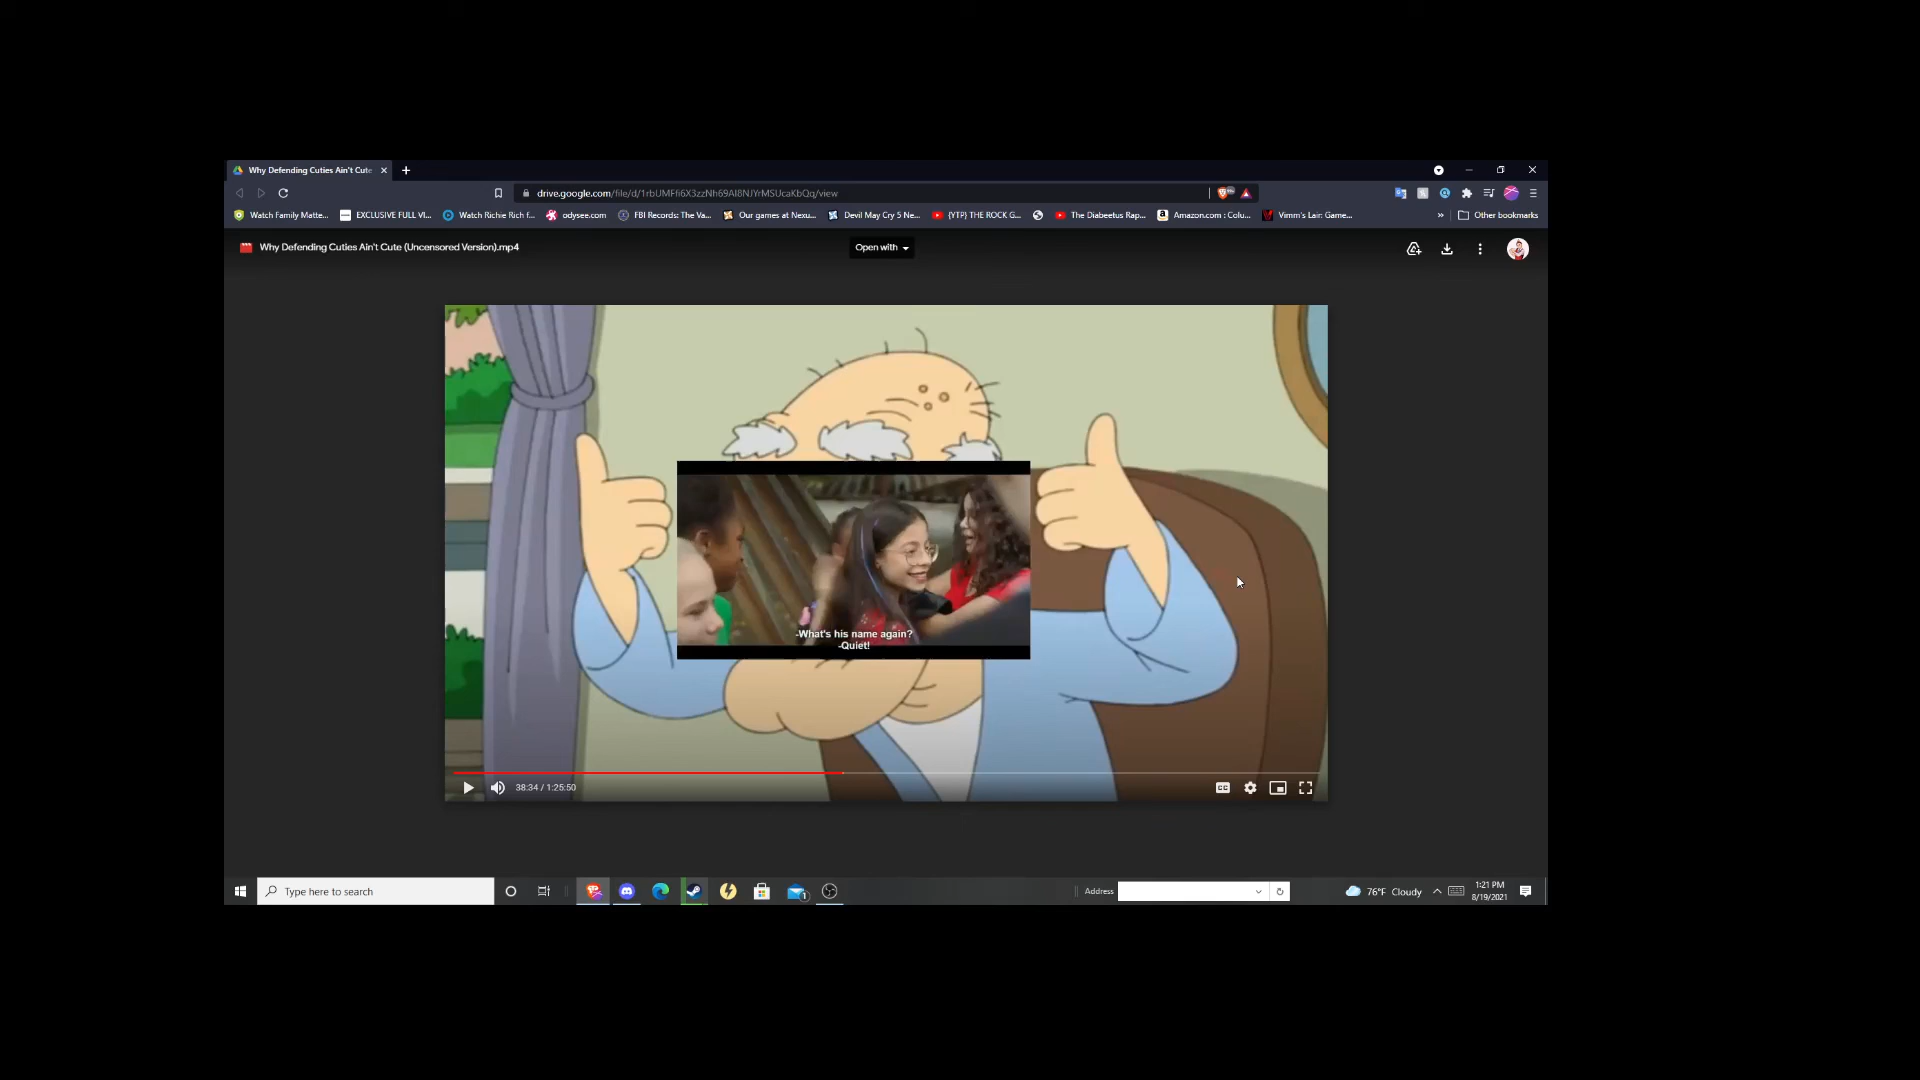 Why Defending Cuties Ain't Cute
drive.google.com/file/d/1rbUMFfi6X3zzNh69AI8NJYrMSUcaKbQq/view
Watch Family Matte...
EXCLUSIVE FULL VI...
Watch Richie Rich f...
odysee.com
FBI Records: The Va...
Our games at Nexu...
Devil May Cry 5 Ne...
{YTP} THE ROCK G...
The Diabeetus Rap...
Amazon.com : Colu...
Vimm's Lair: Game...
Other bookmarks
Why Defending Cuties Ain't Cute (Uncensored Version).mp4
Open with
-What's his name again?
-Quiet!
38:34 / 1:25:50
CC
Type here to search
Address
76°F Cloudy
1:21 PM
8/19/2021